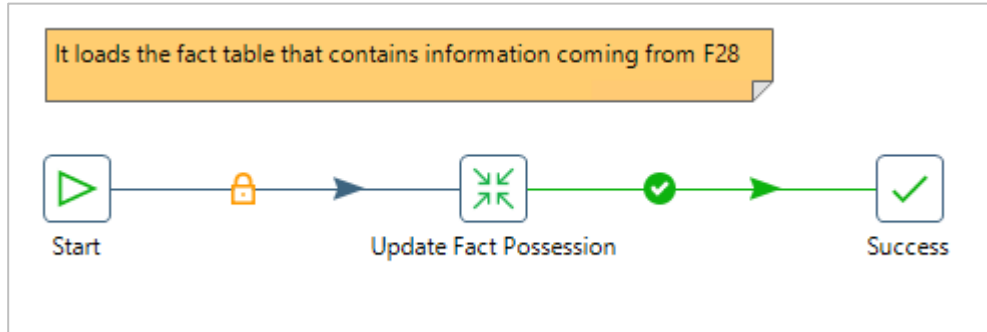 It loads the fact table that contains information coming from F28
Start
Update Fact Possession
Success